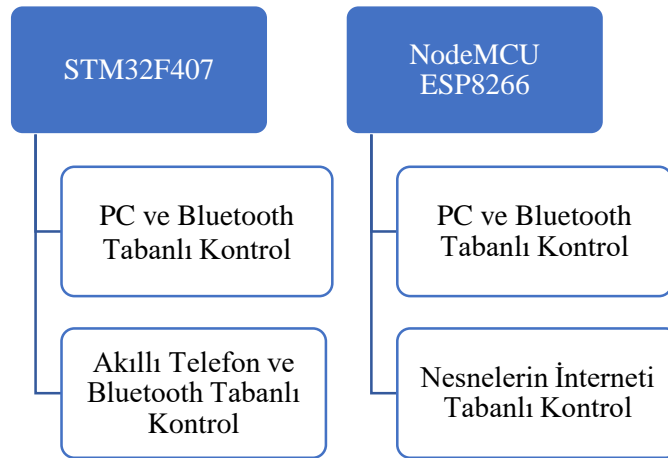 STM32F407
PC ve Bluetooth
Tabanlı Kontrol
Akıllı Telefon ve
Bluetooth Tabanlı
Kontrol
NodeMCU
ESP8266
PC ve Bluetooth
Tabanlı Kontrol
Nesnelerin İnterneti
Tabanlı Kontrol